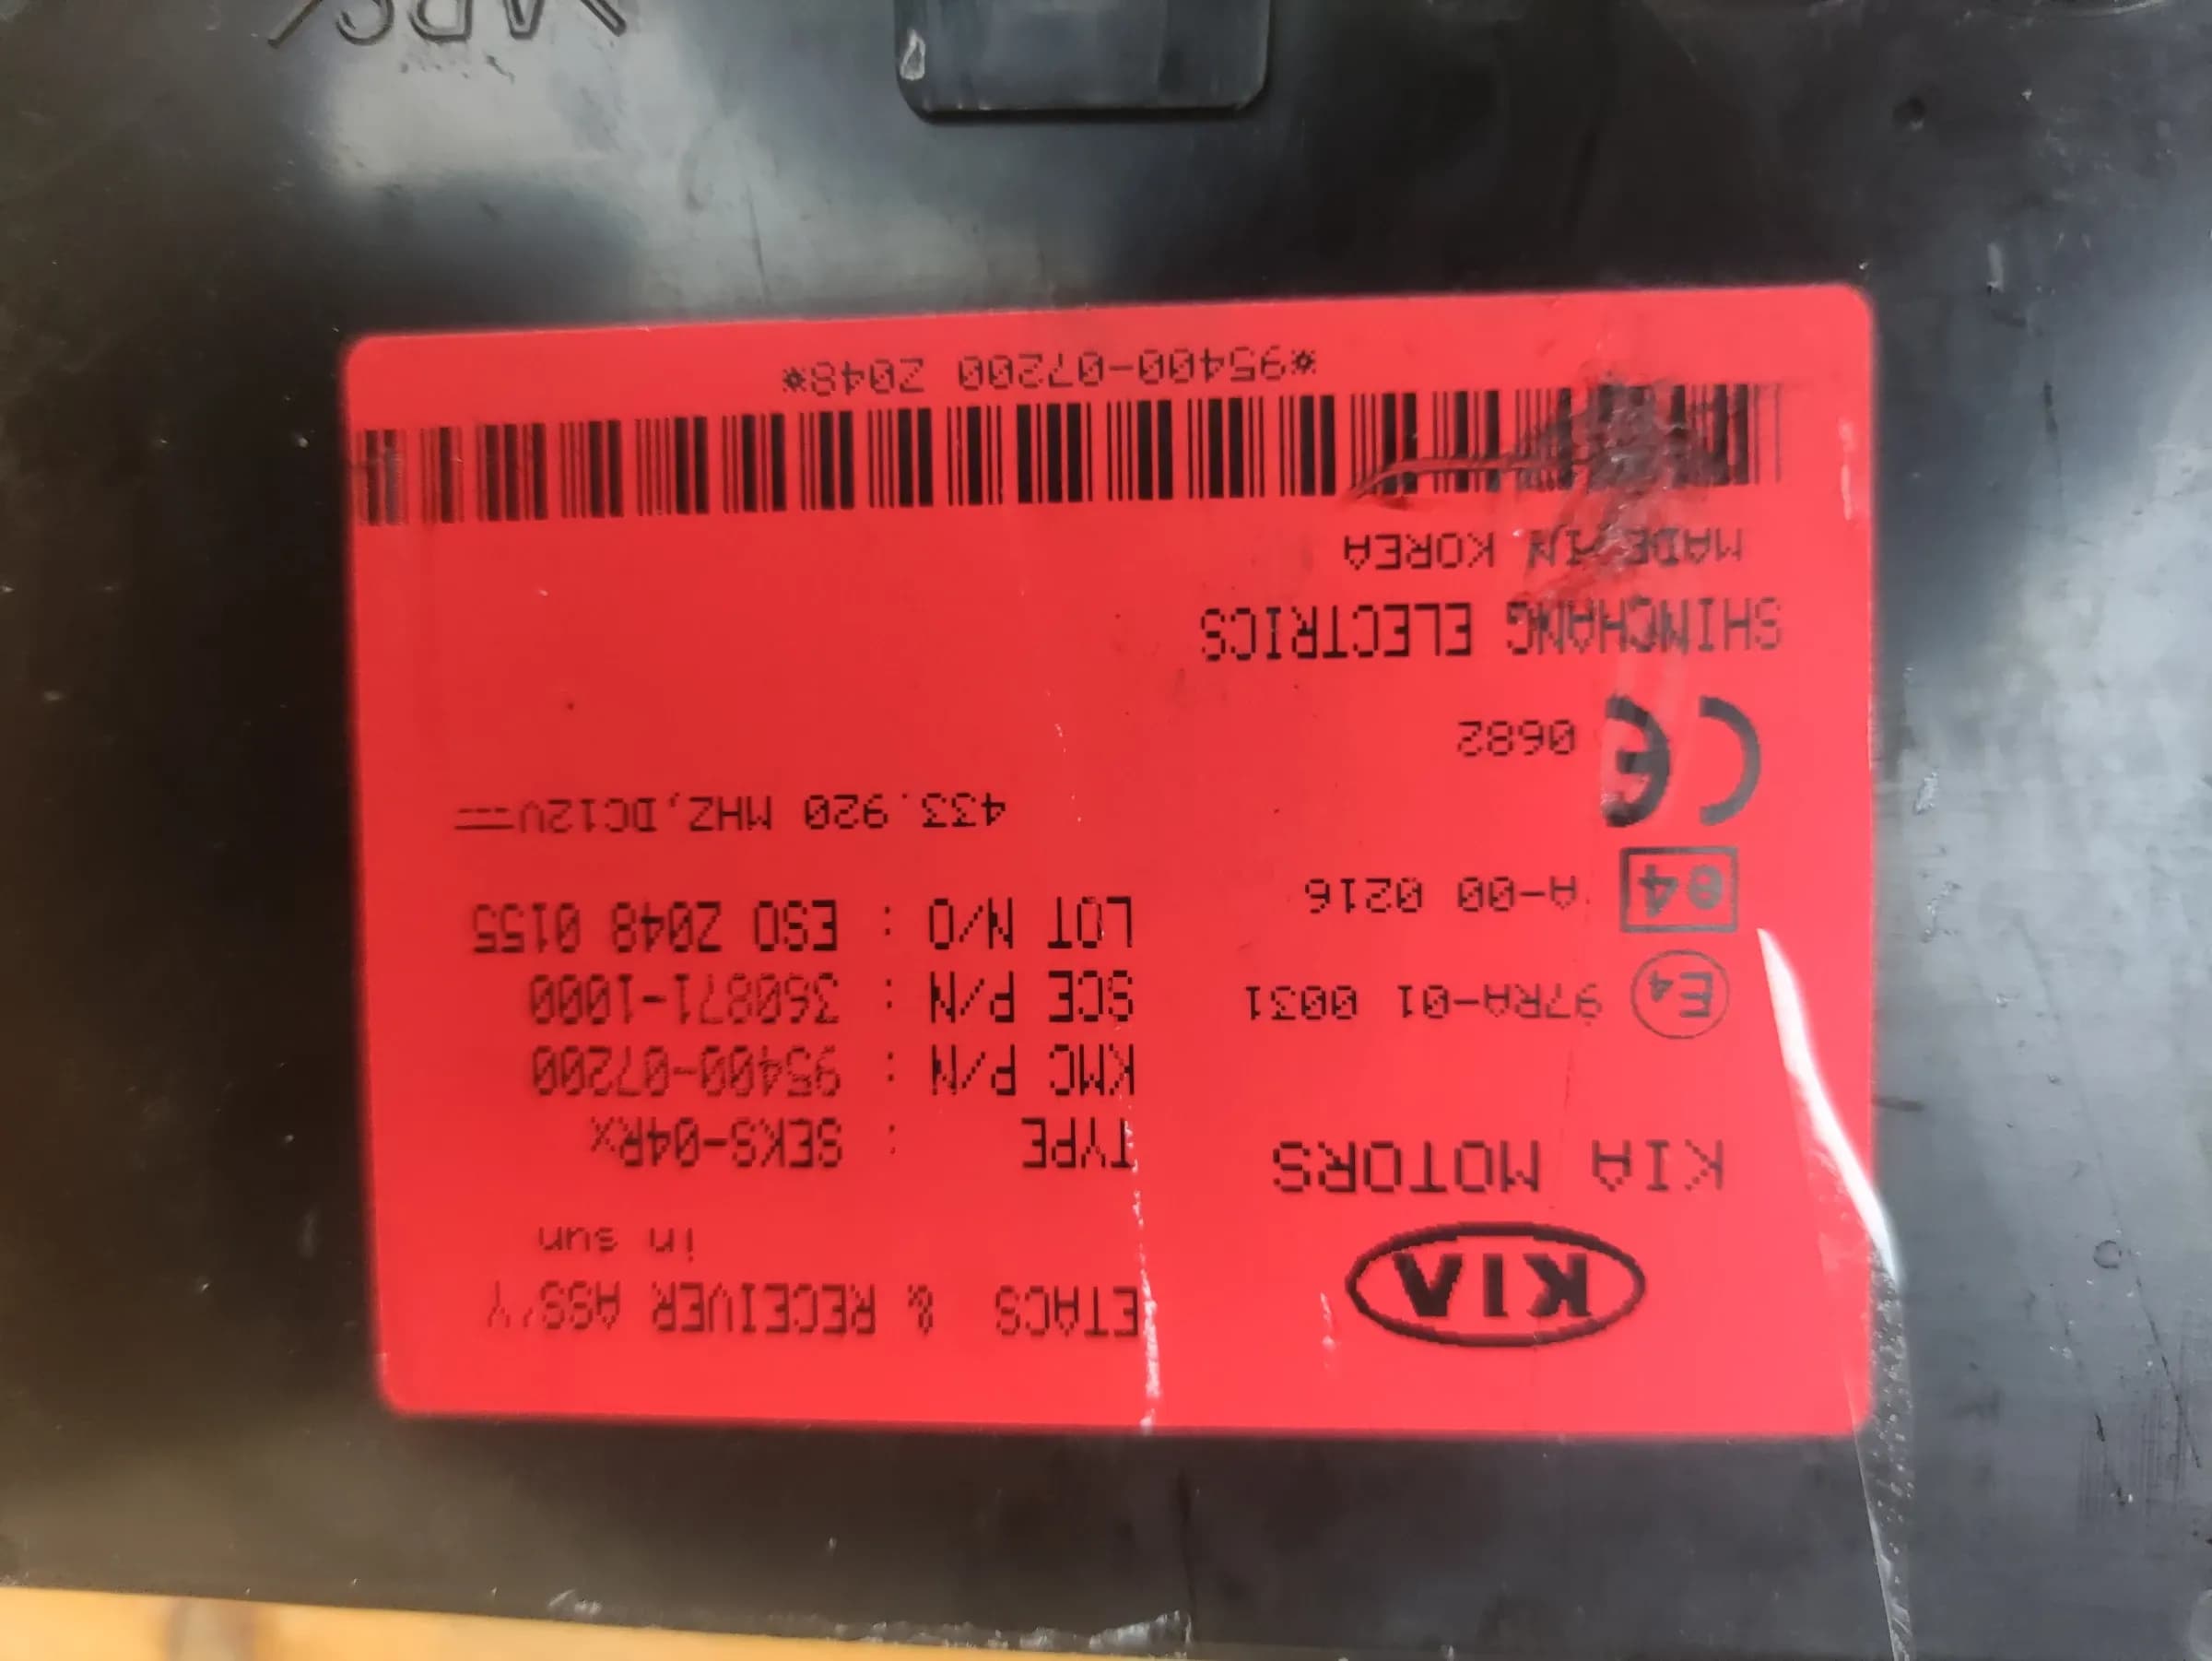 KIA
KIA MOTORS
E4 97RA-01 0031
e4 A-00 0216
CE 0682
SHINCHANG ELECTRICS
MADE IN KOREA
ETACS & RECEIVER ASS'Y
in sun
TYPE : SEKS-04Rx
KMC P/N : 95400-07200
SCE P/N : 360871-1000
LOT N/O : ESO Z048 0155
433.920 MHZ,DC12V
*95400-07200 Z048*